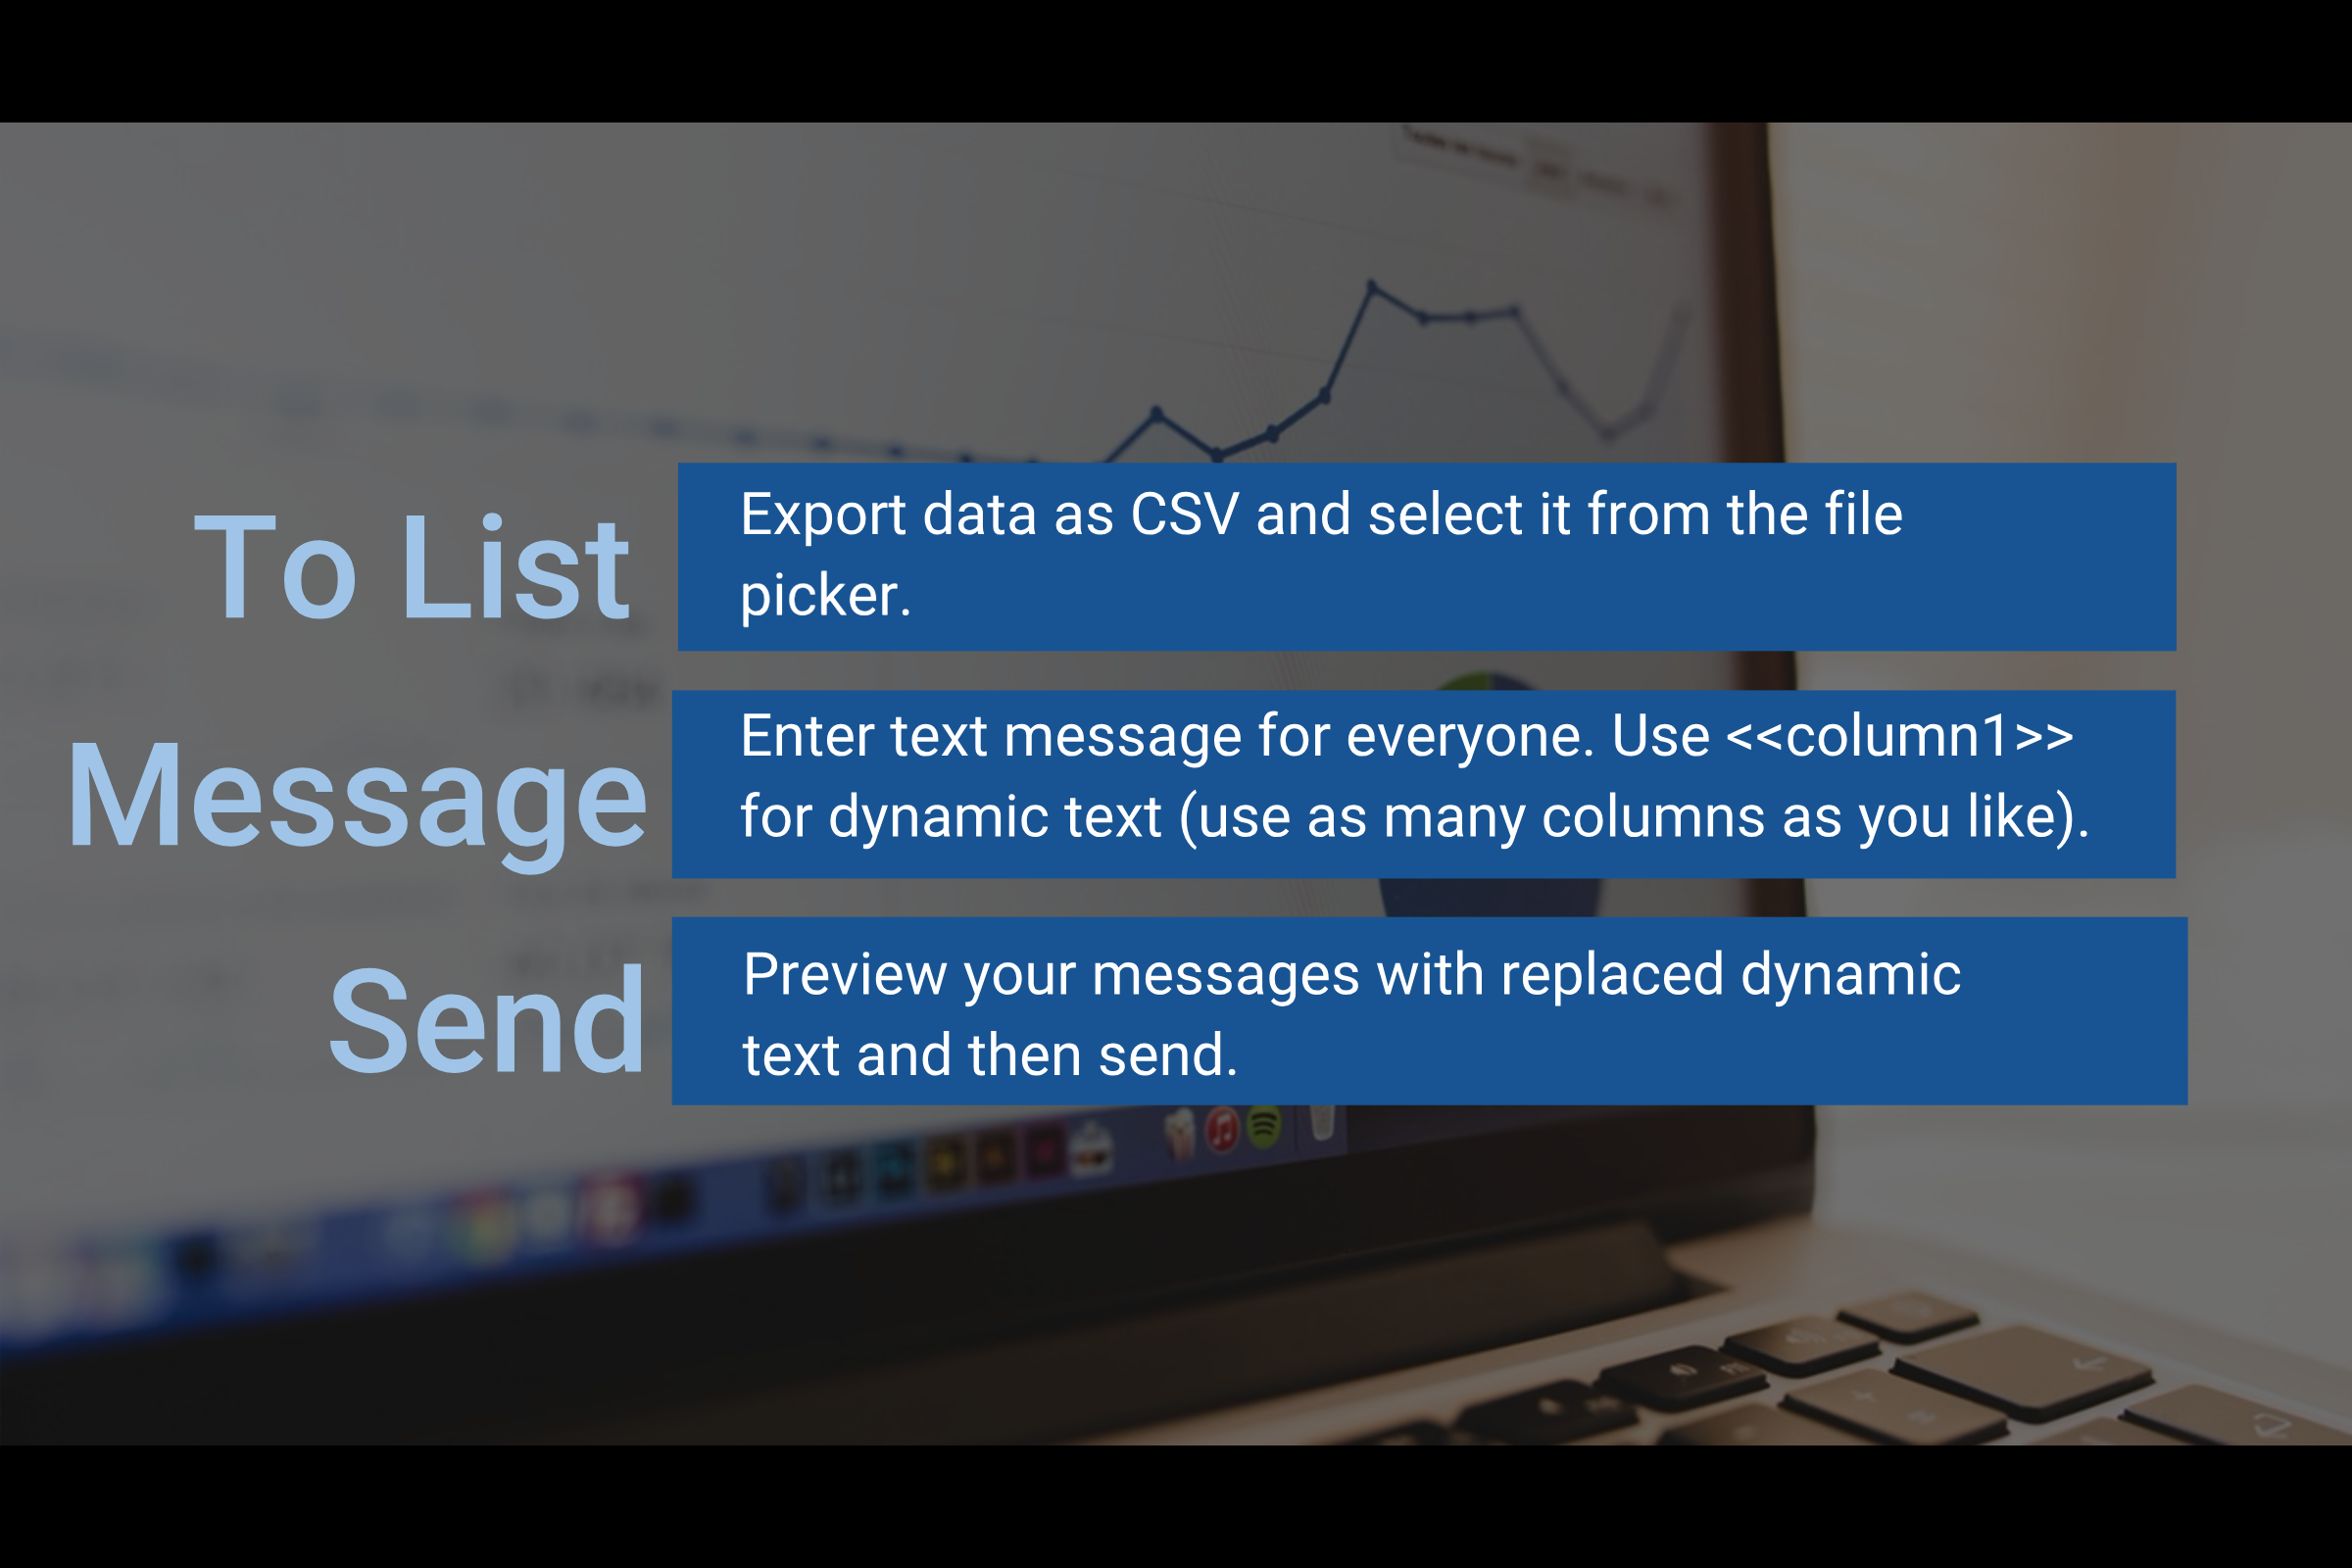 To List
Export data as CSV and select it from the file
picker.
Message
Enter text message for everyone. Use <<column1>>
for dynamic text (use as many columns as you like).
Send
Preview your messages with replaced dynamic
text and then send.